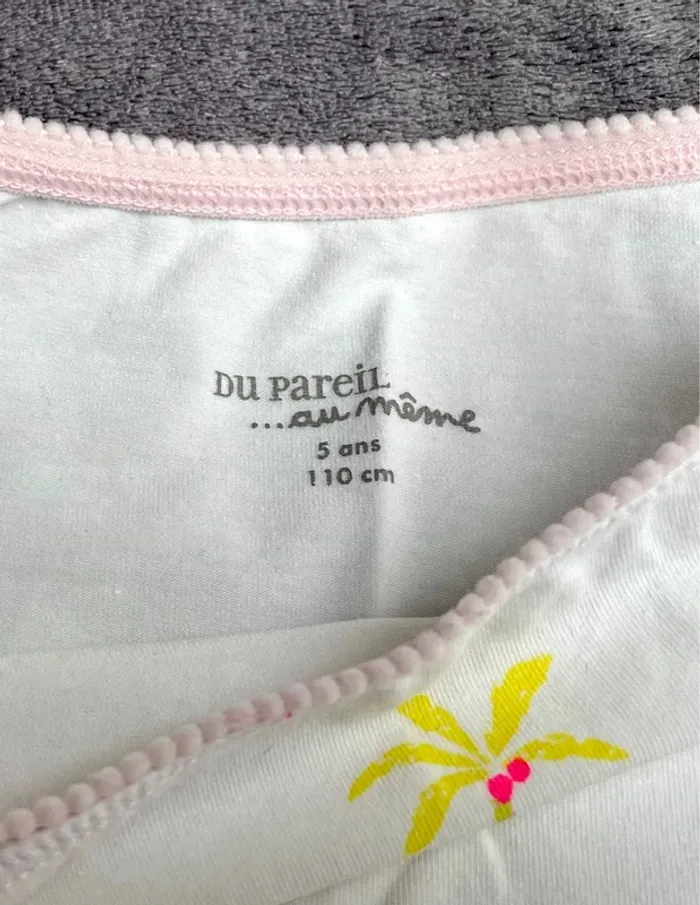 Du Pareil
...au même
5 ans
110 cm